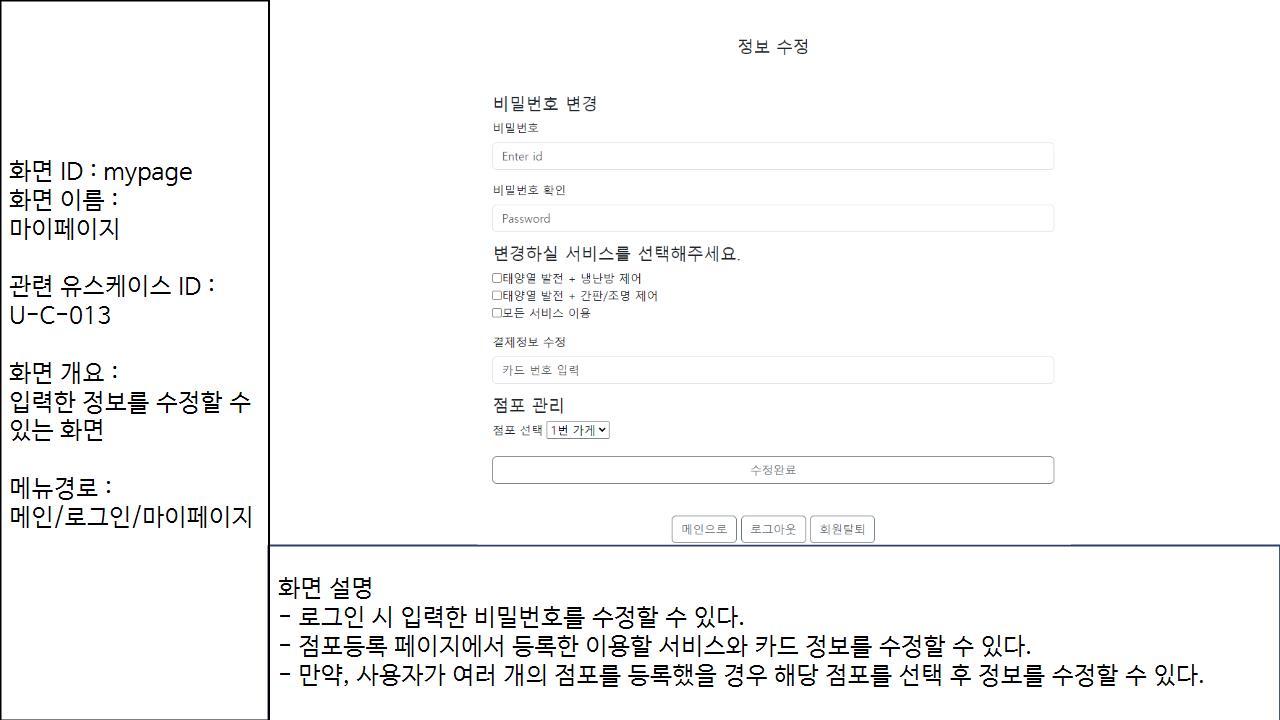 화면 ID : mypage
화면 이름 :
마이페이지
관련 유스케이스 ID :
U-C-013
화면 개요 :
입력한 정보를 수정할 수
있는 화면
메뉴경로 :
메인/로그인/마이페이지
정보 수정
비밀번호 변경
비밀번호
Enter id
비밀번호 확인
Password
변경하실 서비스를 선택해주세요.
태양열 발전 + 냉난방 제어
태양열 발전 + 간판/조명 제어
모든 서비스 이용
결제정보 수정
카드 번호 입력
점포 관리
점포 선택 1번 가게
수정완료
메인으로 로그아웃 회원탈퇴
화면 설명
- 로그인 시 입력한 비밀번호를 수정할 수 있다.
- 점포등록 페이지에서 등록한 이용할 서비스와 카드 정보를 수정할 수 있다.
- 만약, 사용자가 여러 개의 점포를 등록했을 경우 해당 점포를 선택 후 정보를 수정할 수 있다.